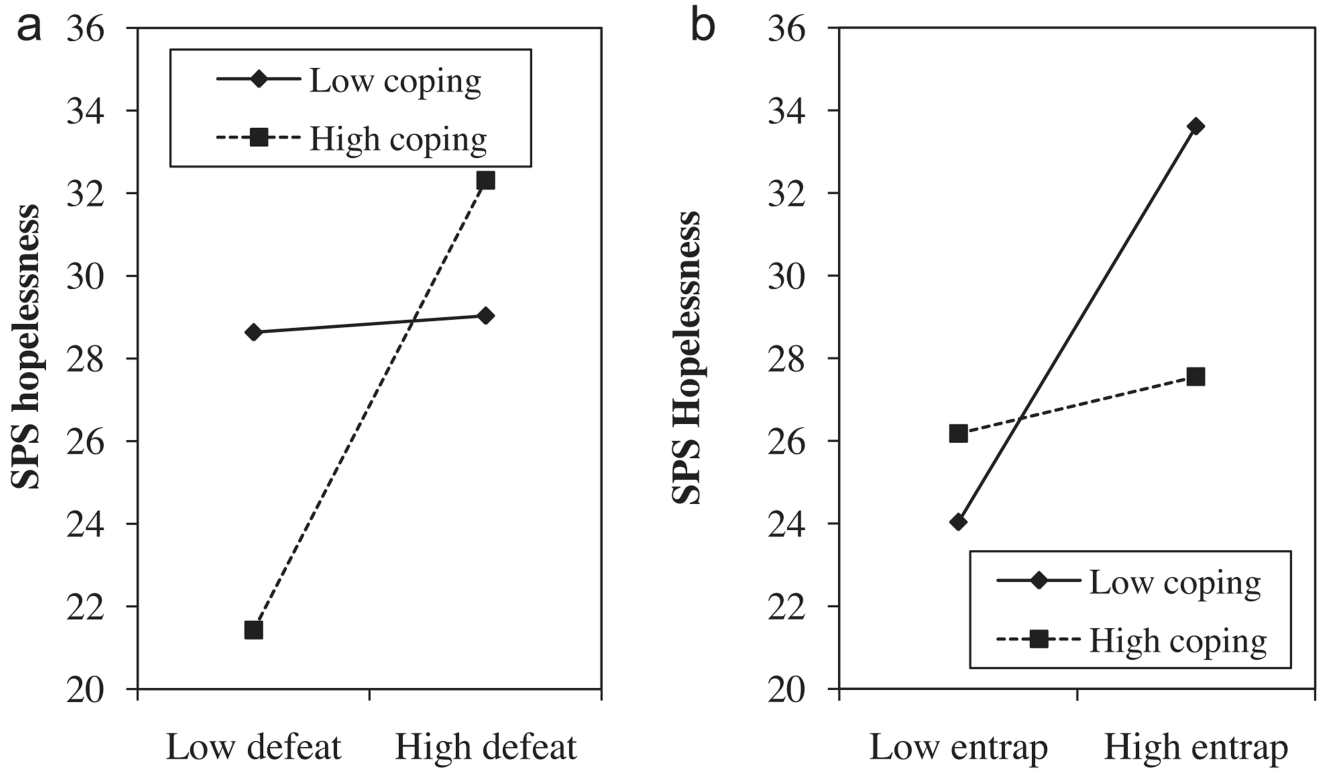 a
36
34
32
30
28
26
24
22
20
SPS hopelessness
Low coping
High coping
Low defeat
High defeat
b
36
34
32
30
28
26
24
22
20
SPS Hopelessness
Low coping
High coping
Low entrap
High entrap